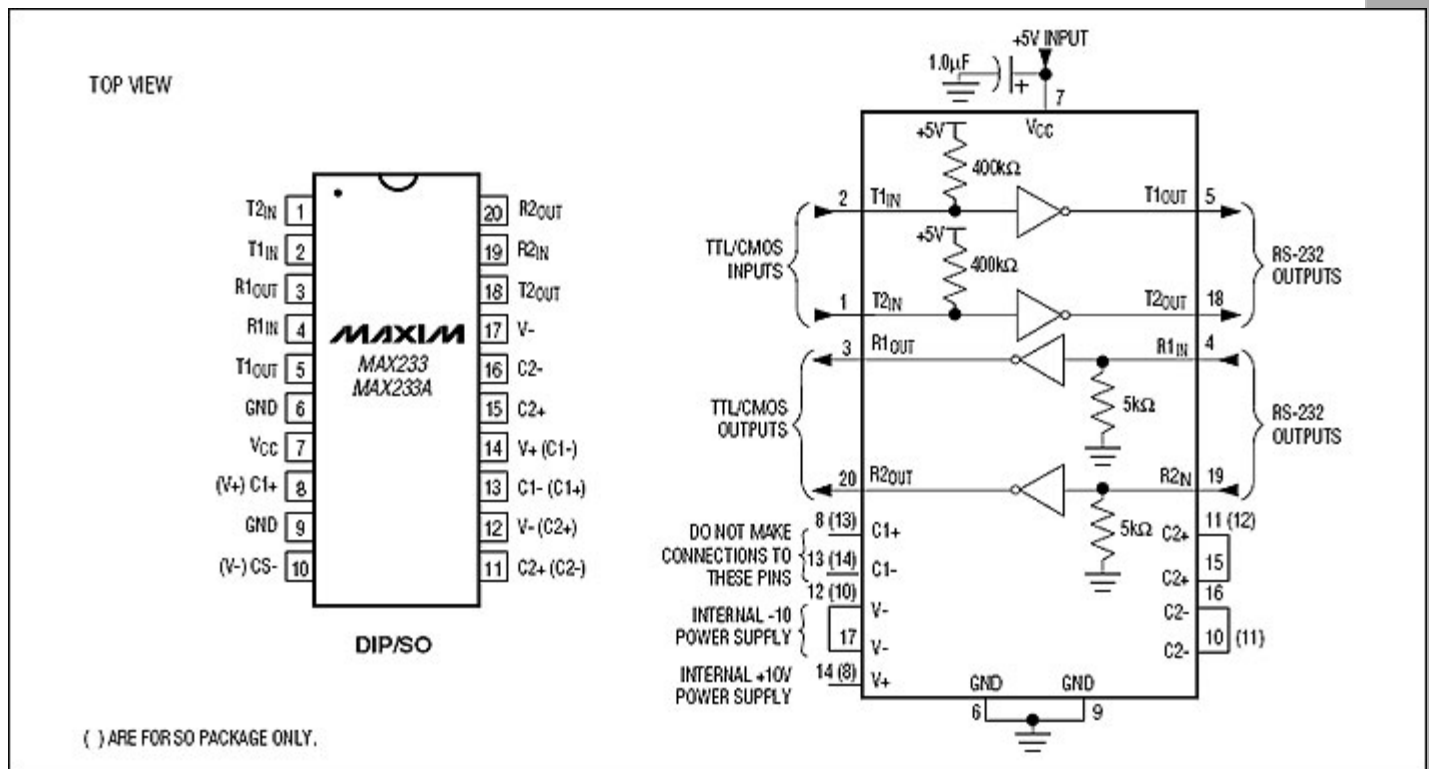 TOP VIEW
T2IN 1
T1IN 2
R1OUT 3
R1IN 4
T1OUT 5
GND 6
VCC 7
(V+) C1+ 8
GND 9
(V-) CS- 10
20 R2OUT
19 R2IN
18 T2OUT
17 V-
16 C2-
15 C2+
14 V+ (C1-)
13 C1- (C1+)
12 V- (C2+)
11 C2+ (C2-)
MAXIM
MAX233
MAX233A
DIP/SO
( ) ARE FOR SO PACKAGE ONLY.
+5V INPUT
1.0µF
+
7
VCC
+5V
400kΩ
2 T1IN
T1OUT 5
+5V
400kΩ
TTL/CMOS
INPUTS
RS-232
OUTPUTS
1 T2IN
T2OUT 18
3 R1OUT
R1IN 4
5kΩ
TTL/CMOS
OUTPUTS
RS-232
OUTPUTS
20 R2OUT
R2N 19
5kΩ
DO NOT MAKE
CONNECTIONS TO
THESE PINS
8 (13) C1+
13 (14) C1-
INTERNAL -10
POWER SUPPLY
12 (10) V-
17 V-
INTERNAL +10V
POWER SUPPLY
14 (8) V+
C2+ 11 (12)
C2+ 15
C2- 16
C2- 10 (11)
GND GND
6 9